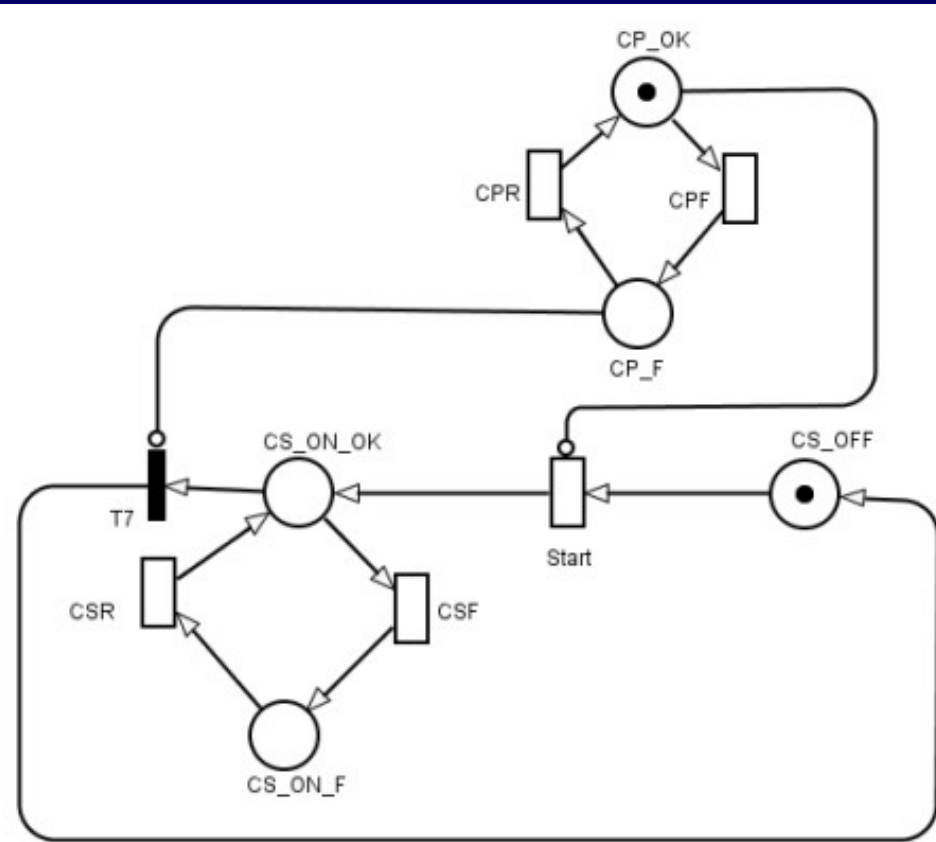 CP_OK
CPR
CPF
CP_F
CS_ON_OK
CS_OFF
T7
Start
CSR
CSF
CS_ON_F